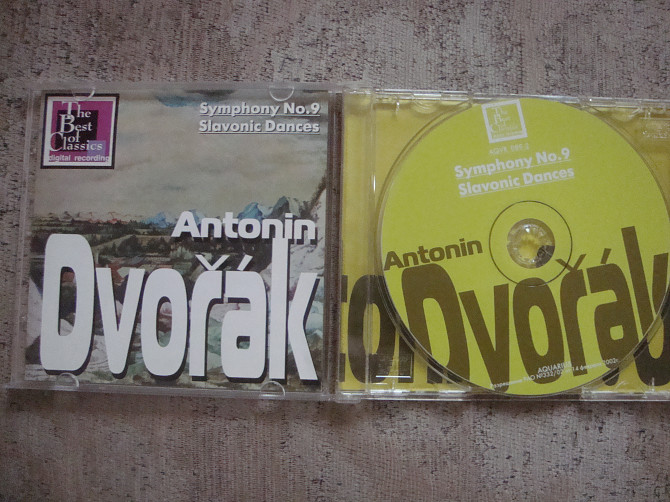 The
Best
of
Classics
digital recording
Symphony No.9
Slavonic Dances
Antonin
Dvořák
Symphony No.9
Slavonic Dances
Antonin
Dvořák
AQUARIUS